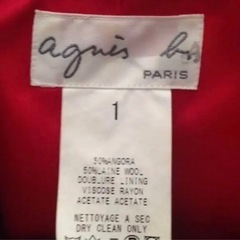 agnès b.
PARIS
1
50%ANGORA
50%LAINE WOOL
DOUBLURE LINING
VISCOSE RAYON
ACETATE ACETATE
NETTOYAGE A SEC
DRY CLEAN ONLY